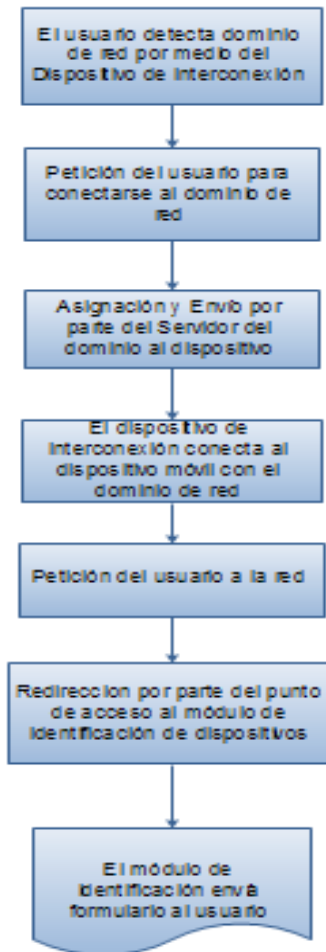 El usuario detecta dominio
de red por medio del
Dispositivo de Interconexión
Petición del usuario para
conectarse al dominio de
red
Asignación y Envío por
parte del Servidor del
dominio al dispositivo
El dispositivo de
Interconexión conecta al
dispositivo móvil con el
dominio de red
Petición del usuario a la red
Redireccion por parte del punto
de acceso al módulo de
Identificación de dispositivos
El módulo de
Identificación envía
formulario al usuario